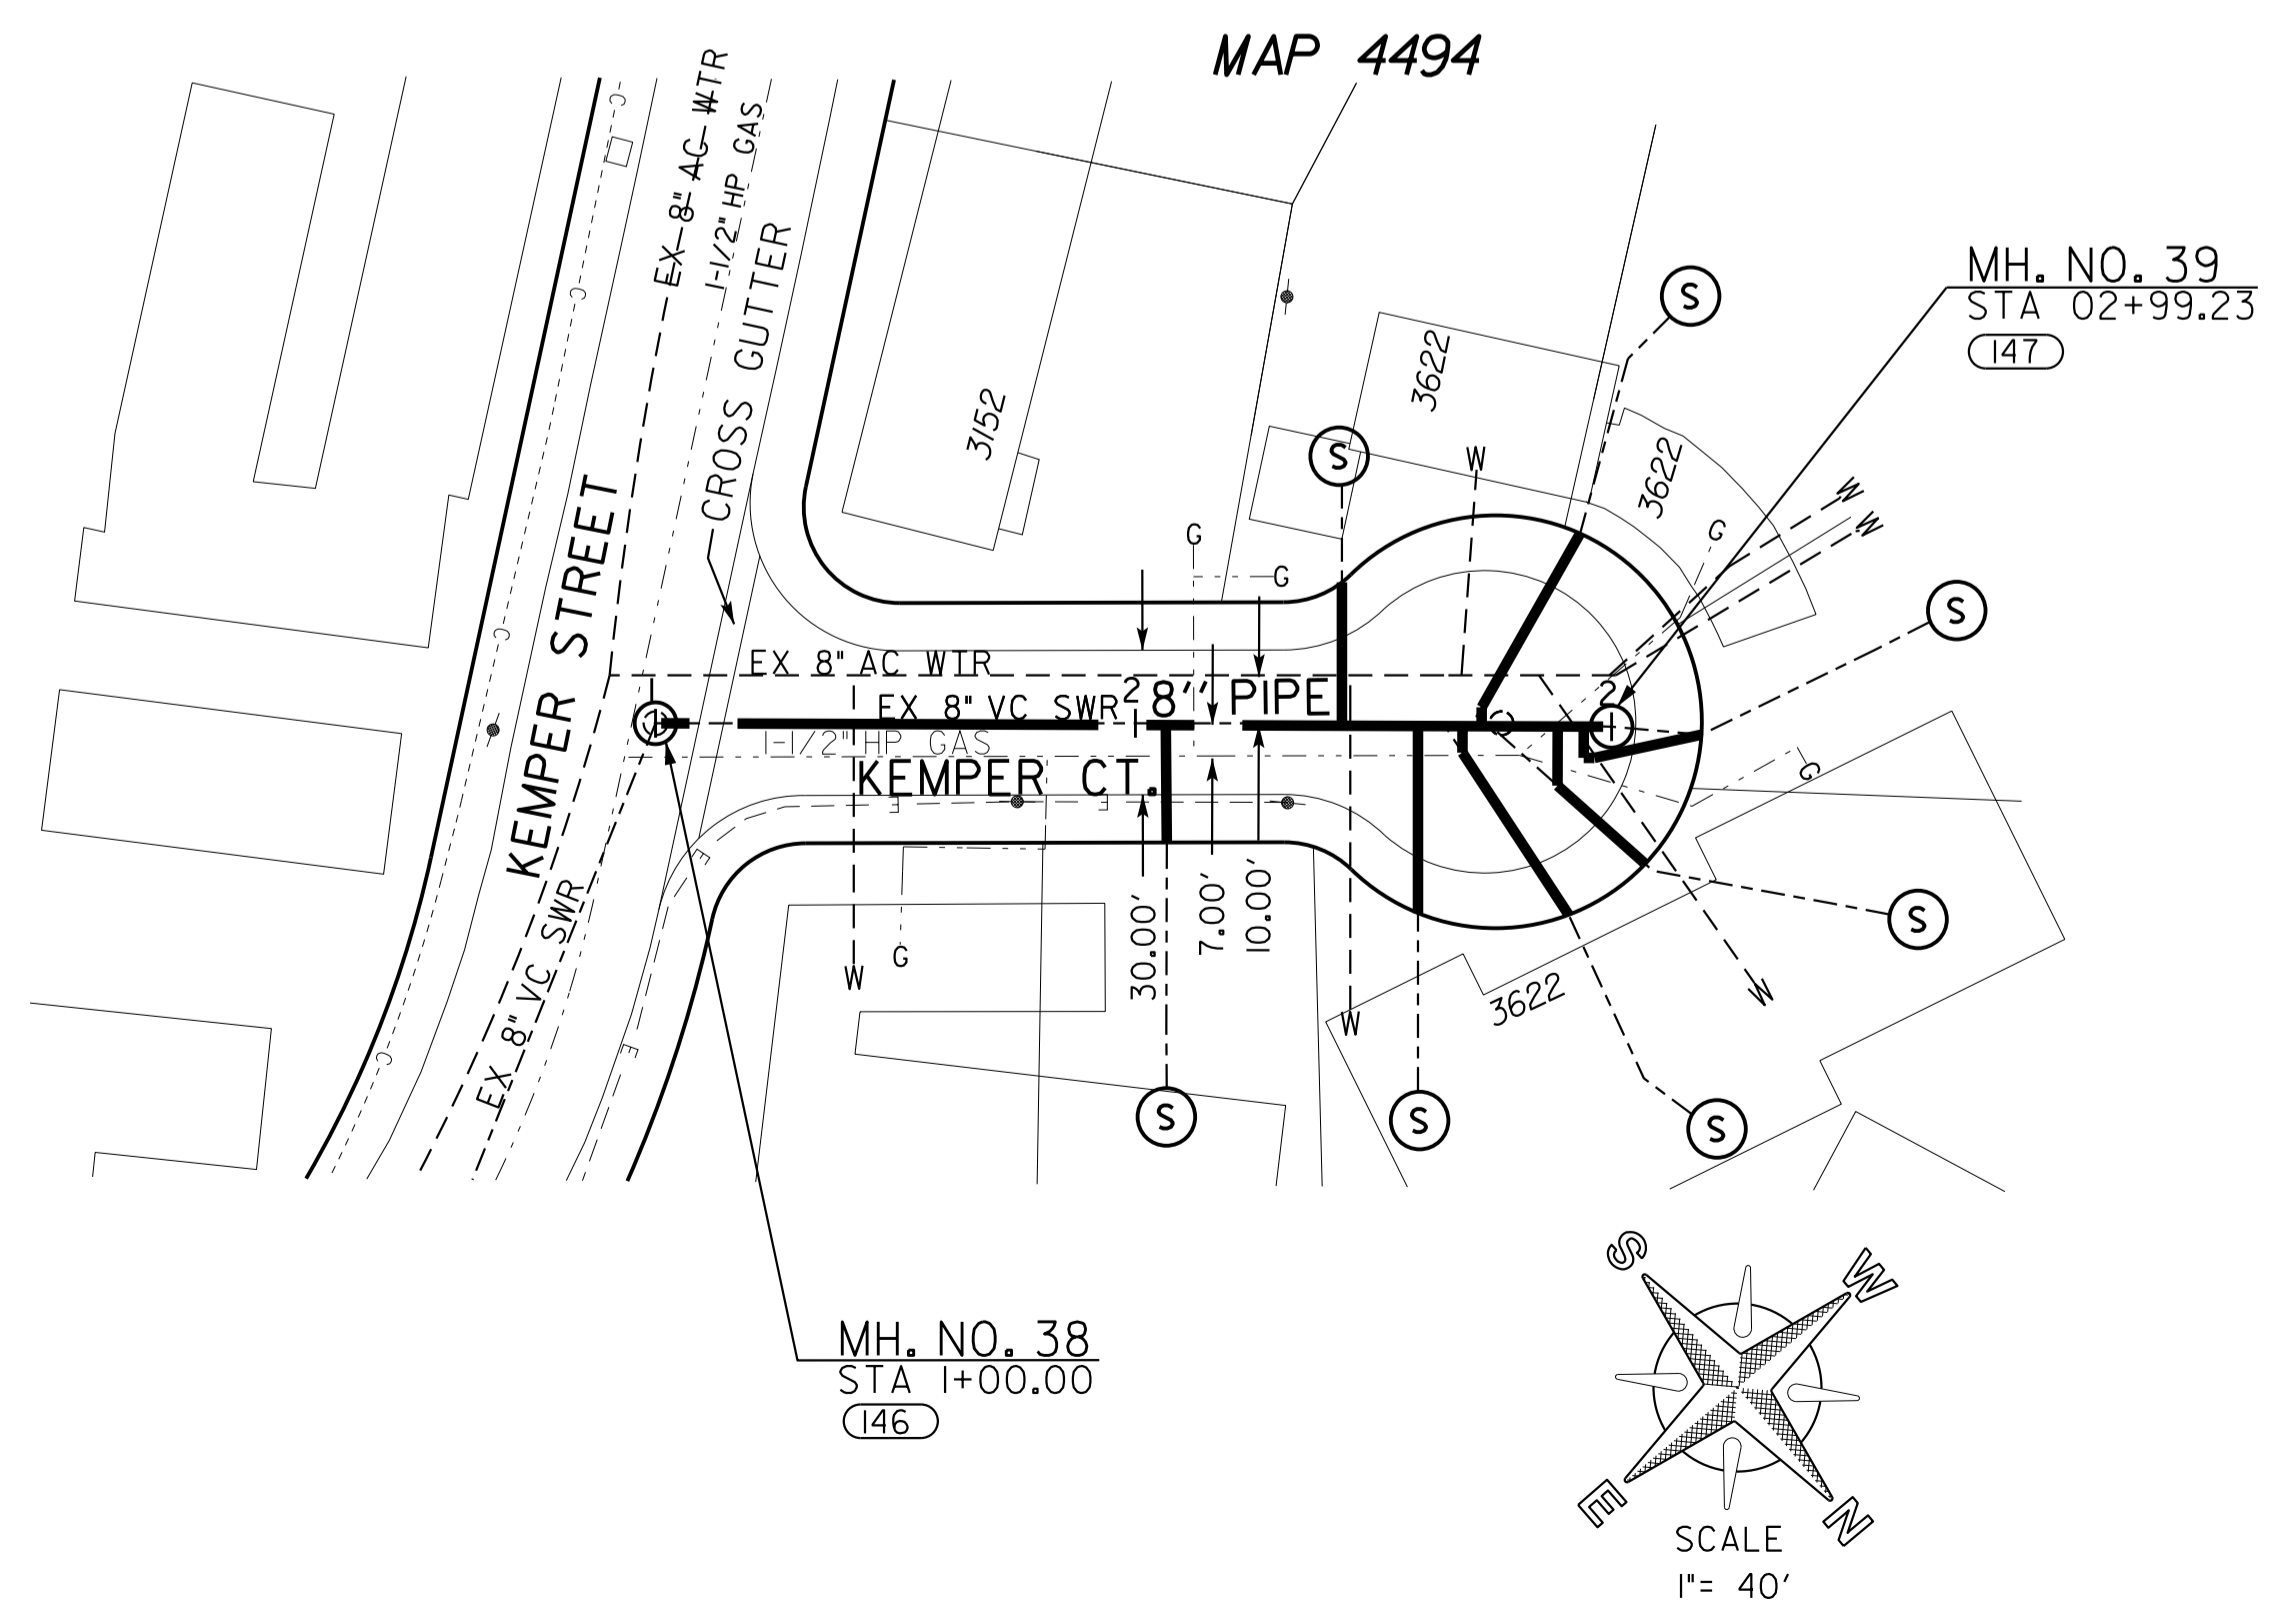 MAP 4494
EX 8" AC WTR
1-1/2" HP GAS
CROSS GUTTER
KEMPER STREET
EX 8" VC SWR
C
C
C
C
3152
3622
3622
3622
MH. NO. 39
STA 02+99.23
147
S
S
S
S
S
S
S
W
W
W
W
W
W
G
G
G
G
G
EX 8" AC WTR
EX 8" VC SWR
2
8'' PIPE
2
1
1-1/2" HP GAS
KEMPER CT.
E
E
E
E
30.00'
7.00'
10.00'
MH. NO. 38
STA 1+00.00
146
S
W
E
N
SCALE
1"= 40'